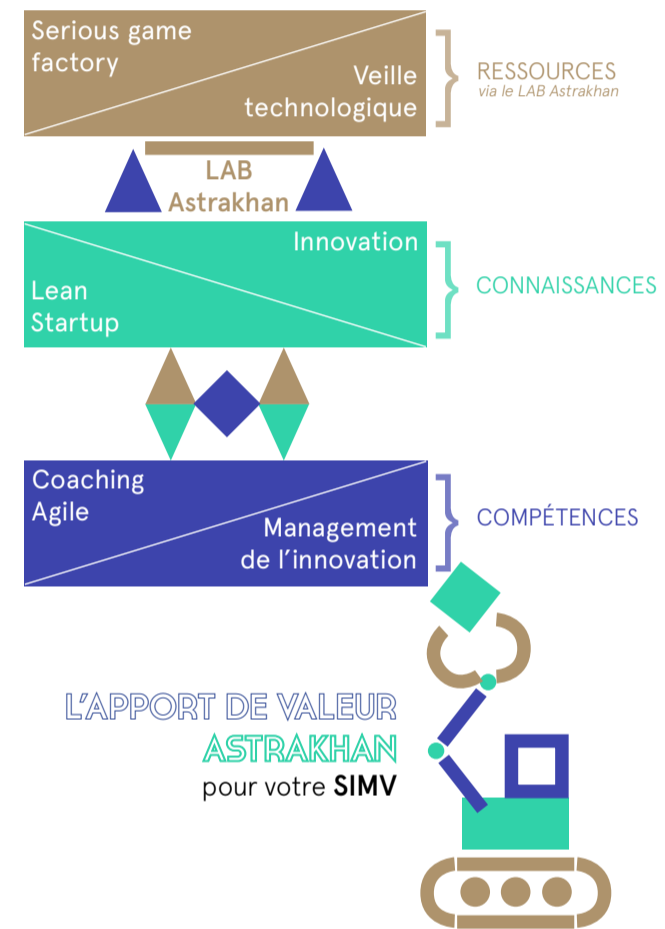 Serious game
factory
Veille
technologique
RESSOURCES
via le LAB Astrakhan
LAB
Astrakhan
Innovation
Lean
Startup
CONNAISSANCES
Coaching
Agile
Management
de l’innovation
COMPÉTENCES
L’APPORT DE VALEUR
ASTRAKHAN
pour votre SIMV